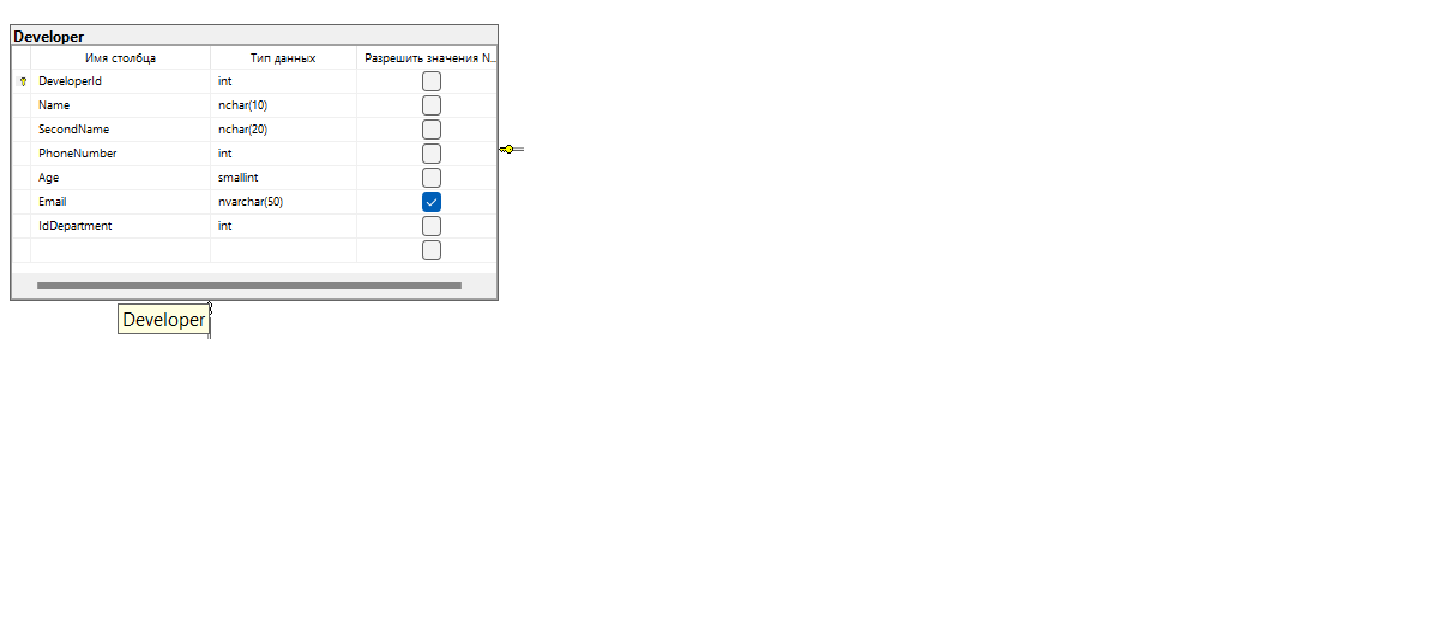 Developer
Имя столбца Тип данных Разрешить значения N...
DeveloperId int
Name nchar(10)
SecondName nchar(20)
PhoneNumber int
Age smallint
Email nvarchar(50)
IdDepartment int
Developer